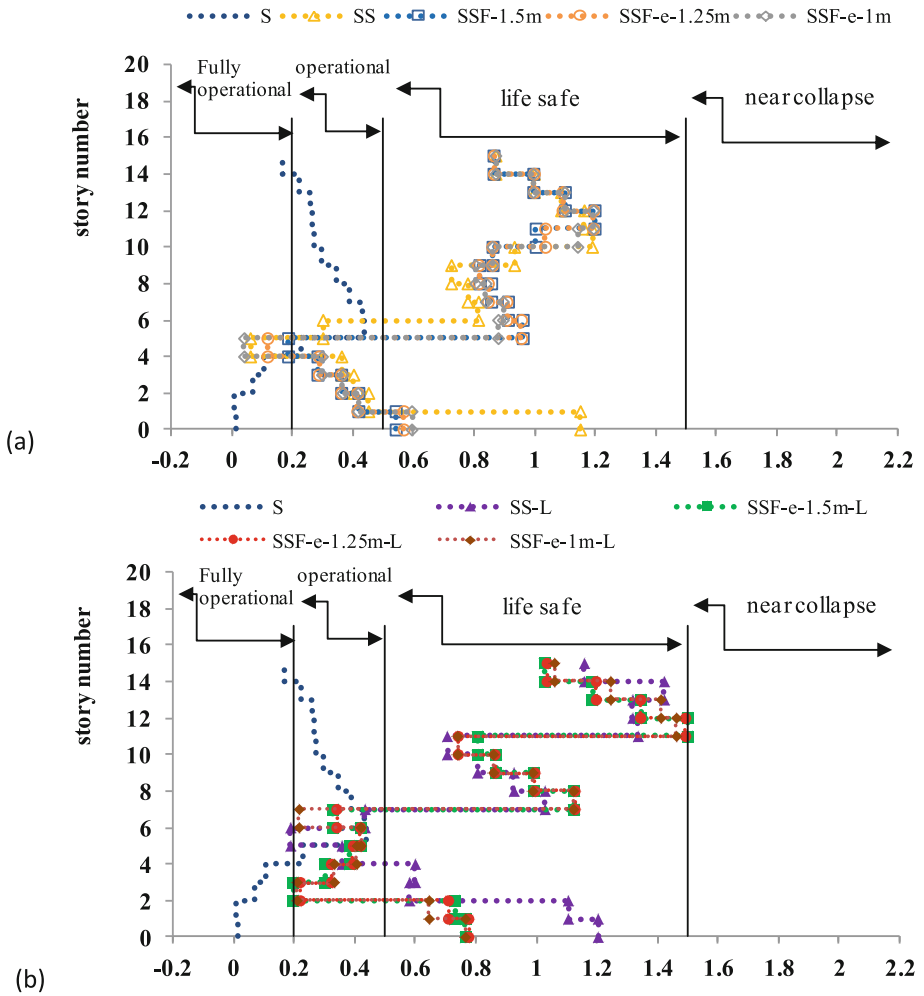 S SS SSF-1.5m SSF-e-1.25m SSF-e-1m
20
18
16
14
12
10
8
6
4
2
0
story number
Fully operational
operational
life safe
near collapse
-0.2 0 0.2 0.4 0.6 0.8 1 1.2 1.4 1.6 1.8 2 2.2
(a)
S SS-L SSF-e-1.5m-L
SSF-e-1.25m-L SSF-e-1m-L
20
18
16
14
12
10
8
6
4
2
0
story number
Fully operational
operational
life safe
near collapse
-0.2 0 0.2 0.4 0.6 0.8 1 1.2 1.4 1.6 1.8 2 2.2
(b)